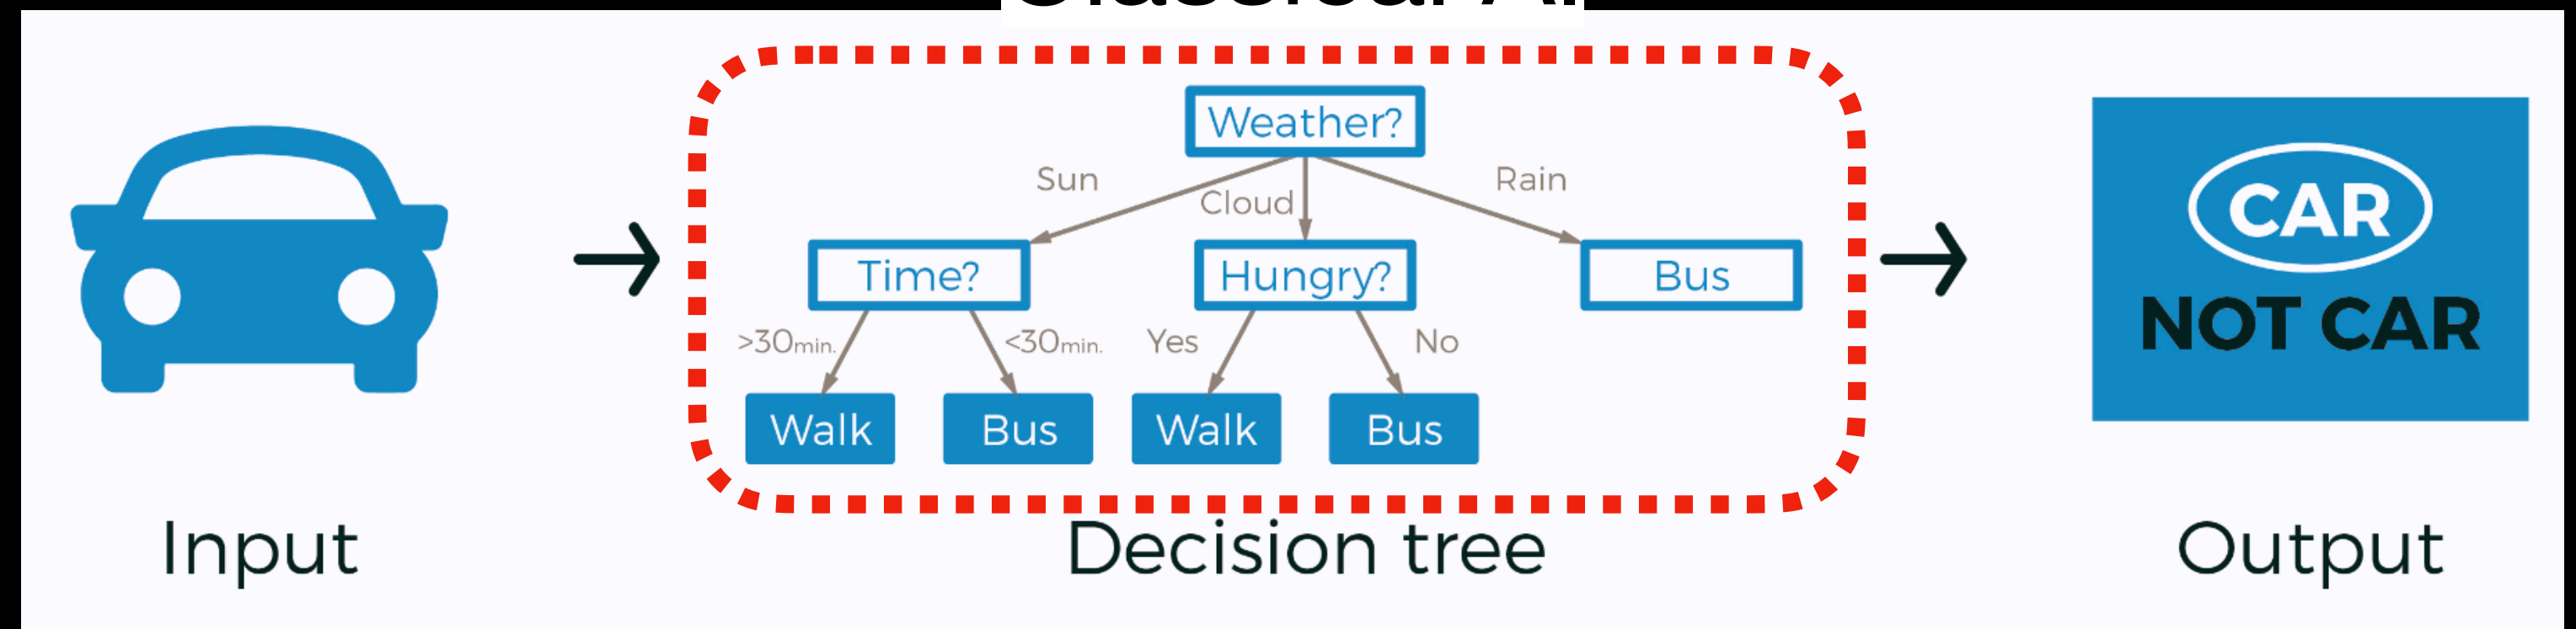 Weather?
Sun
Cloud
Rain
Time?
Hungry?
Bus
>30min.
<30min.
Yes
No
Walk
Bus
Walk
Bus
CAR
NOT CAR
Input
Decision tree
Output